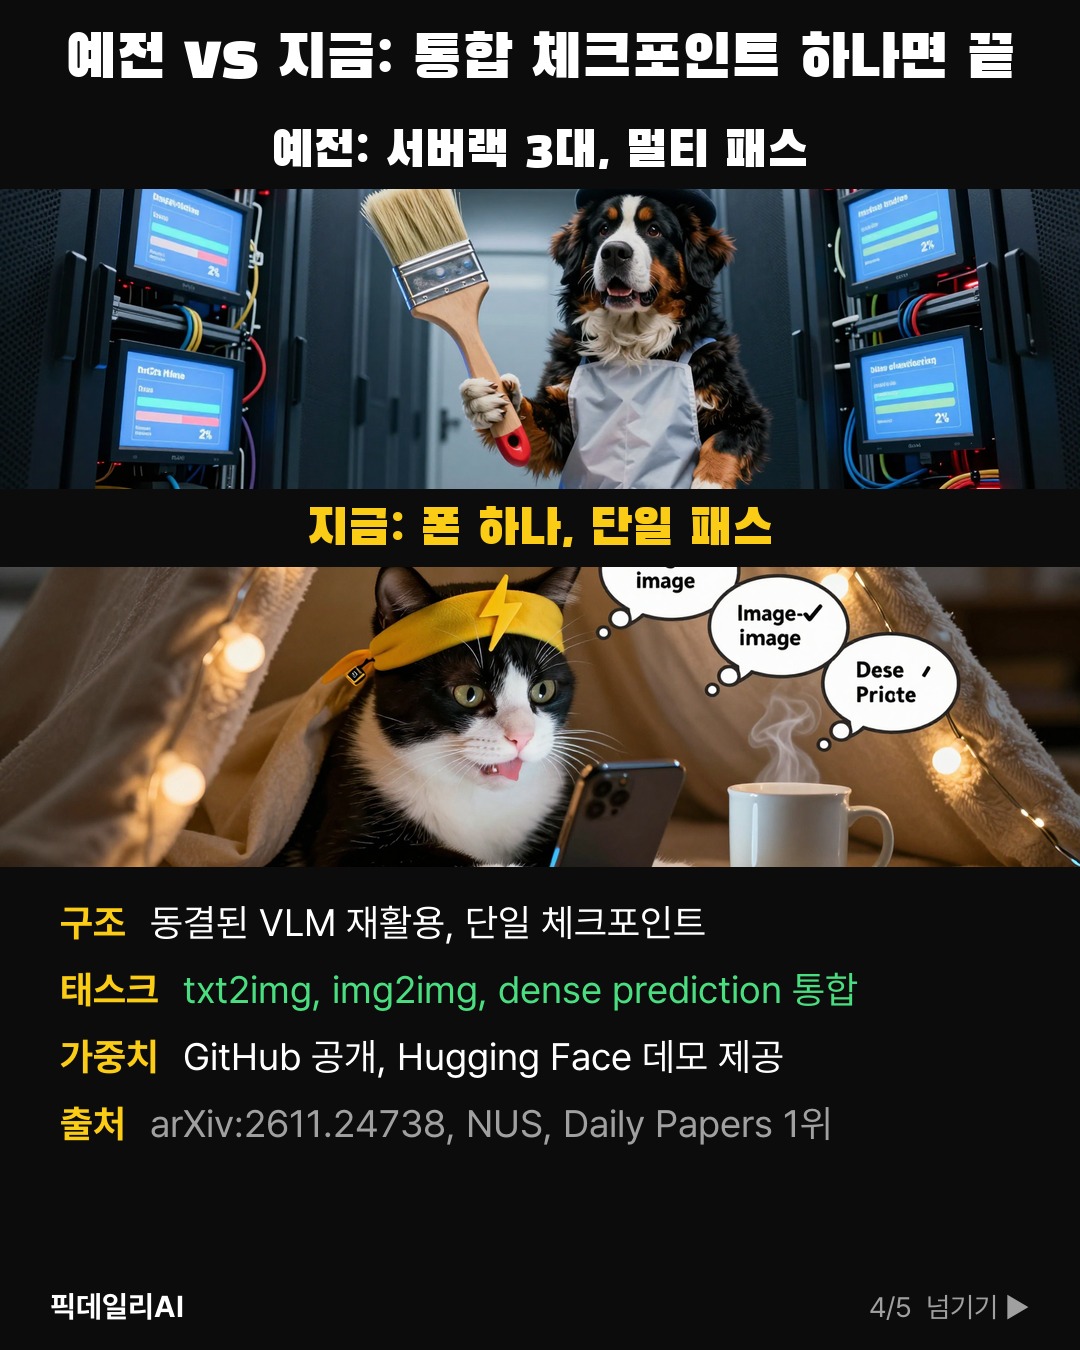 예전 vs 지금: 통합 체크포인트 하나면 끝
예전: 서버랙 3대, 멀티 패스
2%
2%
2%
2%
지금: 폰 하나, 단일 패스
image
Image-✓
image
Dese
Priote
구조 동결된 VLM 재활용, 단일 체크포인트
태스크 txt2img, img2img, dense prediction 통합
가중치 GitHub 공개, Hugging Face 데모 제공
출처 arXiv:2611.24738, NUS, Daily Papers 1위
픽데일리AI
4/5 넘기기 ▶